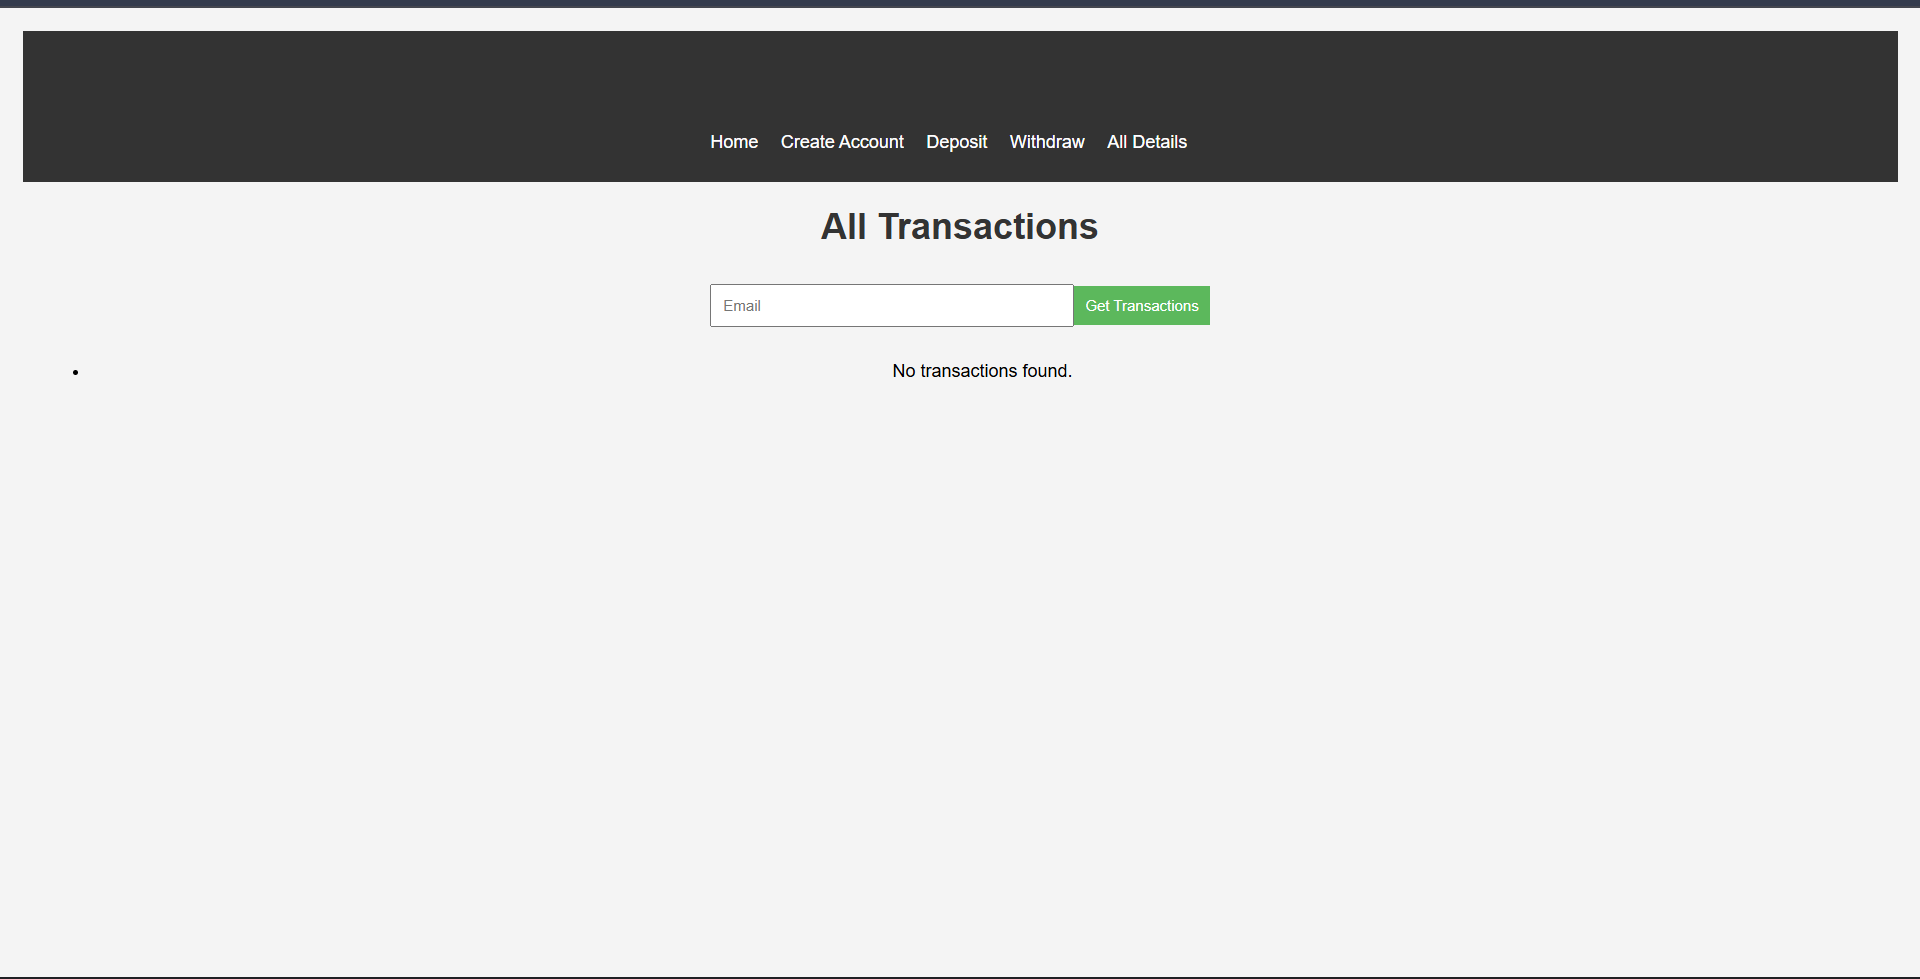 Home Create Account Deposit Withdraw All Details
All Transactions
Email Get Transactions
No transactions found.